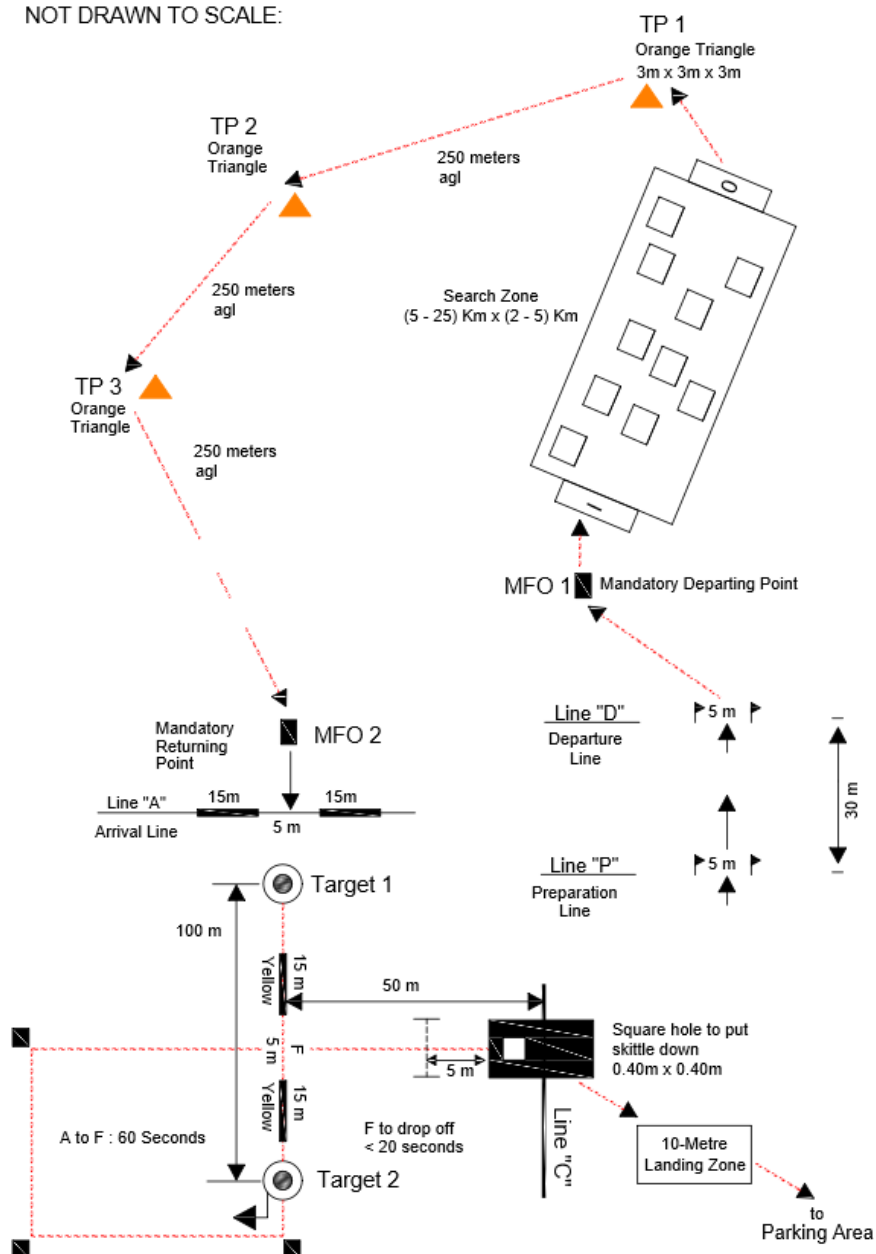 NOT DRAWN TO SCALE:
TP 1
Orange Triangle
3m x 3m x 3m
TP 2
Orange
Triangle
250 meters
agl
O
250 meters
agl
Search Zone
(5 - 25) Km x (2 - 5) Km
TP 3
Orange
Triangle
250 meters
agl
I
MFO 1
Mandatory Departing Point
Mandatory
Returning
Point
MFO 2
Line "D"
Departure
Line
5 m
30 m
Line "A"
Arrival Line
15m
15m
5 m
Line "P"
Preparation
Line
5 m
Target 1
100 m
Yellow
15 m
50 m
5 m
F
5 m
Square hole to put
skittle down
0.40m x 0.40m
Yellow
15 m
A to F : 60 Seconds
F to drop off
< 20 seconds
Line "C"
10-Metre
Landing Zone
Target 2
to
Parking Area